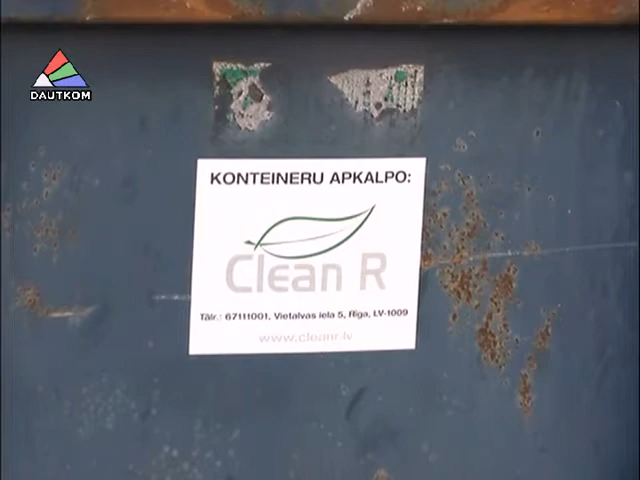 DAUTKOM
KONTEINERU APKALPO:
Clean R
Tālr.: 67111001, Vietalvas iela 5, Rīga, LV-1009
www.cleanr.lv